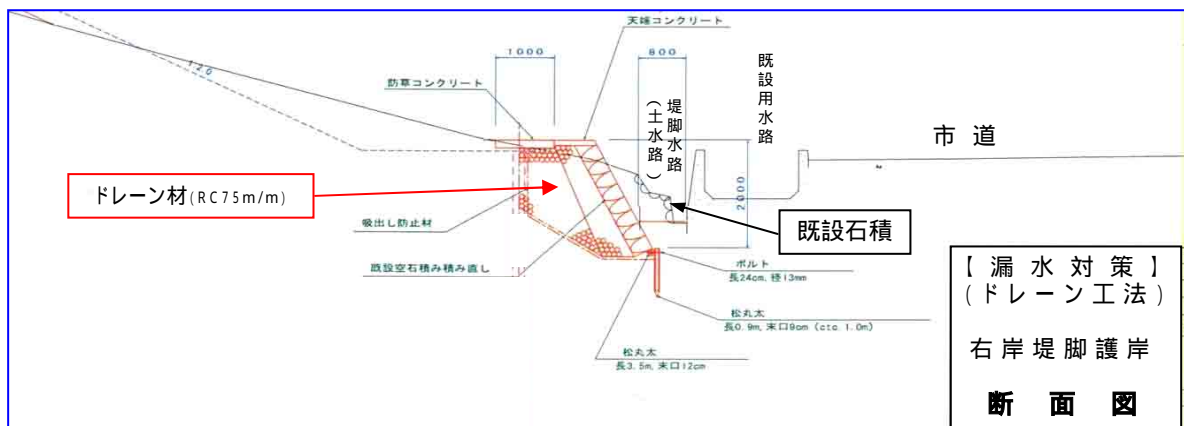 天端コンクリート
1000
800
120
防草コンクリート
堤脚水路
(土水路)
既設用水路
市道
ドレーン材(RC75m/m)
2000
吸出し防止材
既設石積
既設空石積み積み直し
ボルト
長24cm, 径13mm
松丸太
長0.9m, 末口9cm (ctc. 1.0m)
松丸太
長3.5m, 末口12cm
【漏水対策】
(ドレーン工法)
右岸堤脚護岸
断面図